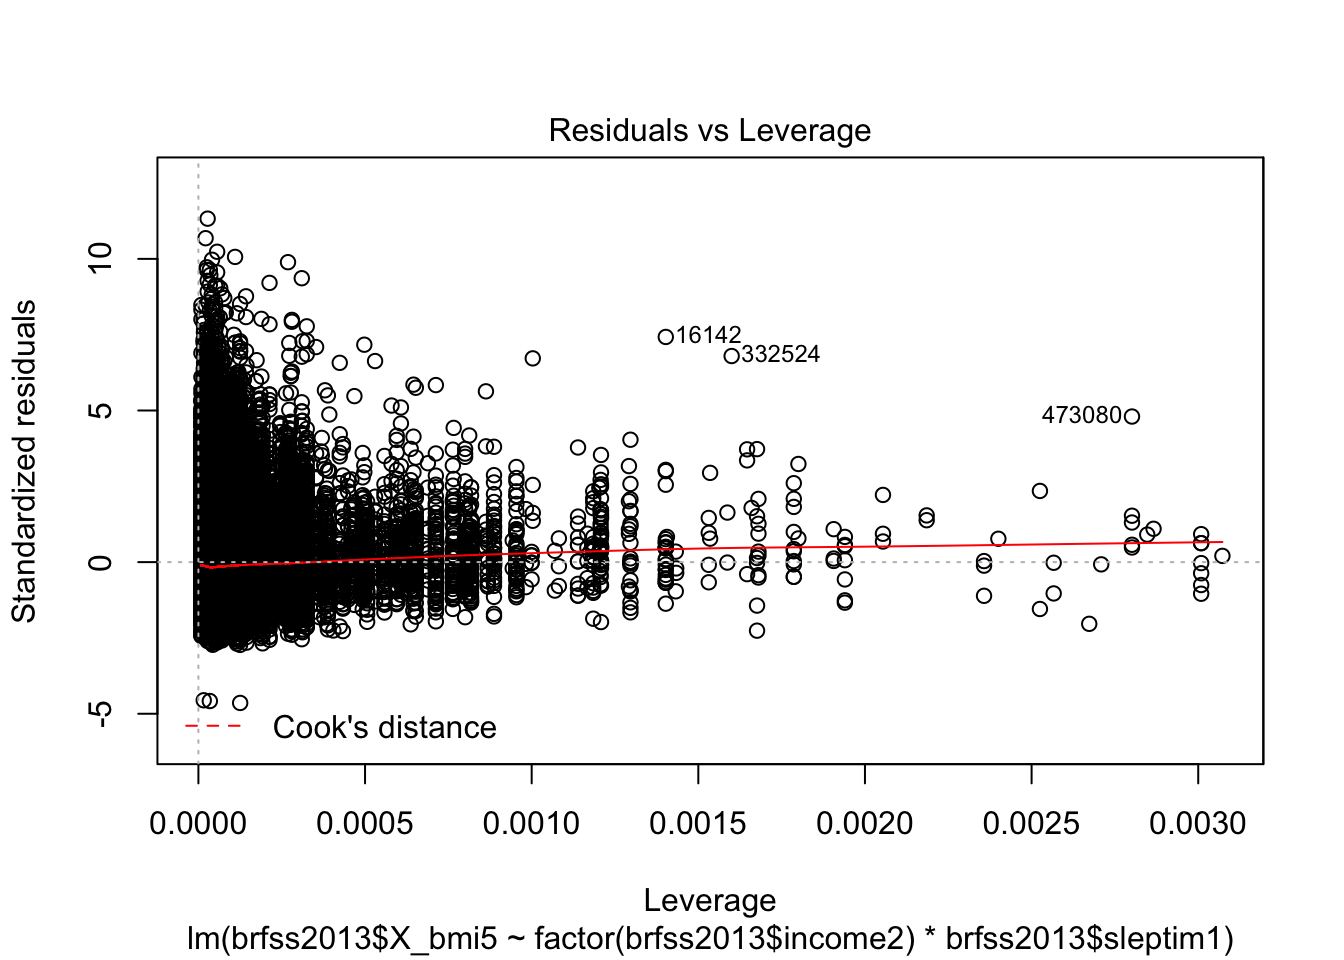 Residuals vs Leverage
Standardized residuals
10
5
0
-5
16142
332524
473080
Cook's distance
0.0000 0.0005 0.0010 0.0015 0.0020 0.0025 0.0030
Leverage
lm(brfss2013$X_bmi5 ~ factor(brfss2013$income2) * brfss2013$sleptim1)